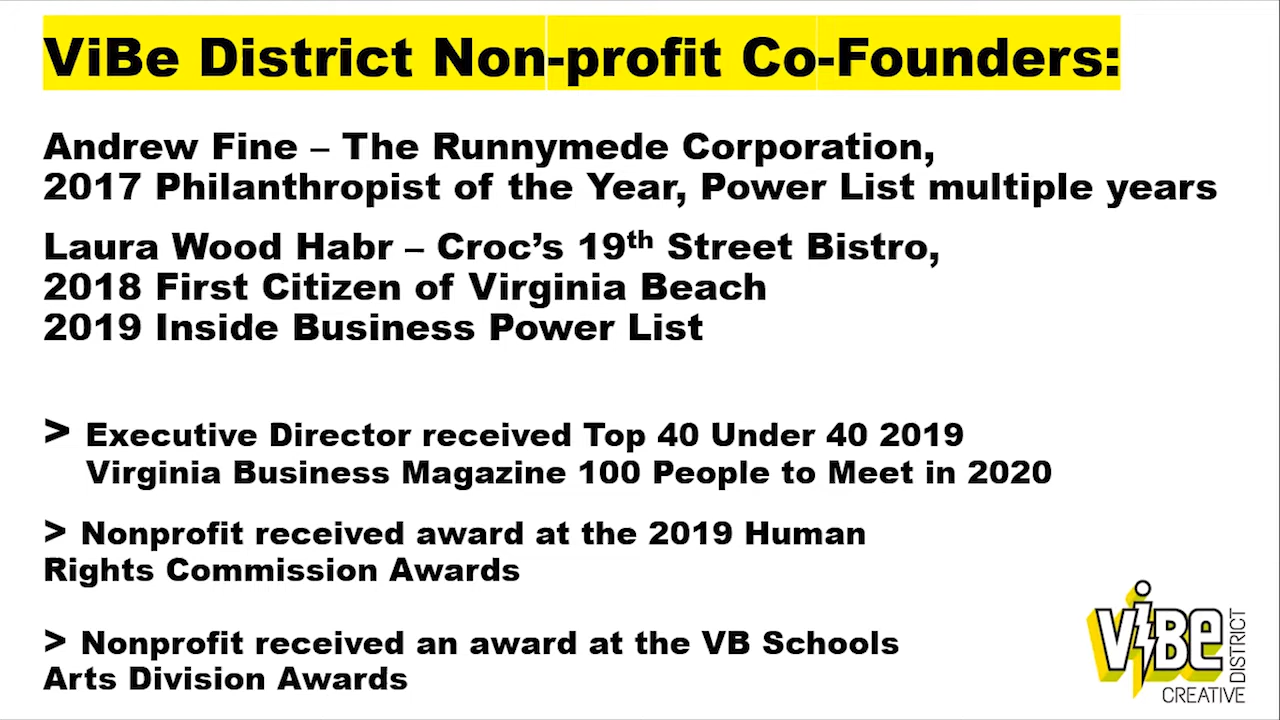 ViBe District Non-profit Co-Founders:
Andrew Fine – The Runnymede Corporation,
2017 Philanthropist of the Year, Power List multiple years
Laura Wood Habr – Croc’s 19th Street Bistro,
2018 First Citizen of Virginia Beach
2019 Inside Business Power List
> Executive Director received Top 40 Under 40 2019
Virginia Business Magazine 100 People to Meet in 2020
> Nonprofit received award at the 2019 Human
Rights Commission Awards
> Nonprofit received an award at the VB Schools
Arts Division Awards
ViBe
CREATIVE
DISTRICT